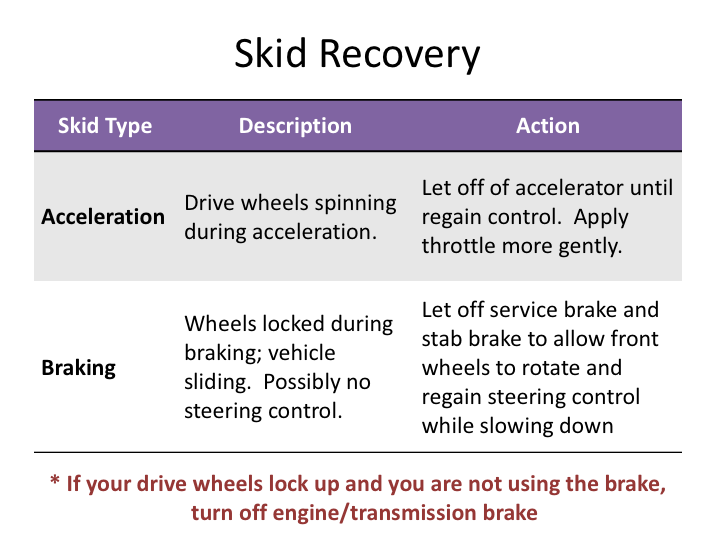 Skid Recovery
Skid Type Description Action
Acceleration
Drive wheels spinning
during acceleration.
Let off of accelerator until
regain control.  Apply
throttle more gently.
Braking
Wheels locked during
braking; vehicle
sliding.  Possibly no
steering control.
Let off service brake and
stab brake to allow front
wheels to rotate and
regain steering control
while slowing down
* If your drive wheels lock up and you are not using the brake,
turn off engine/transmission brake